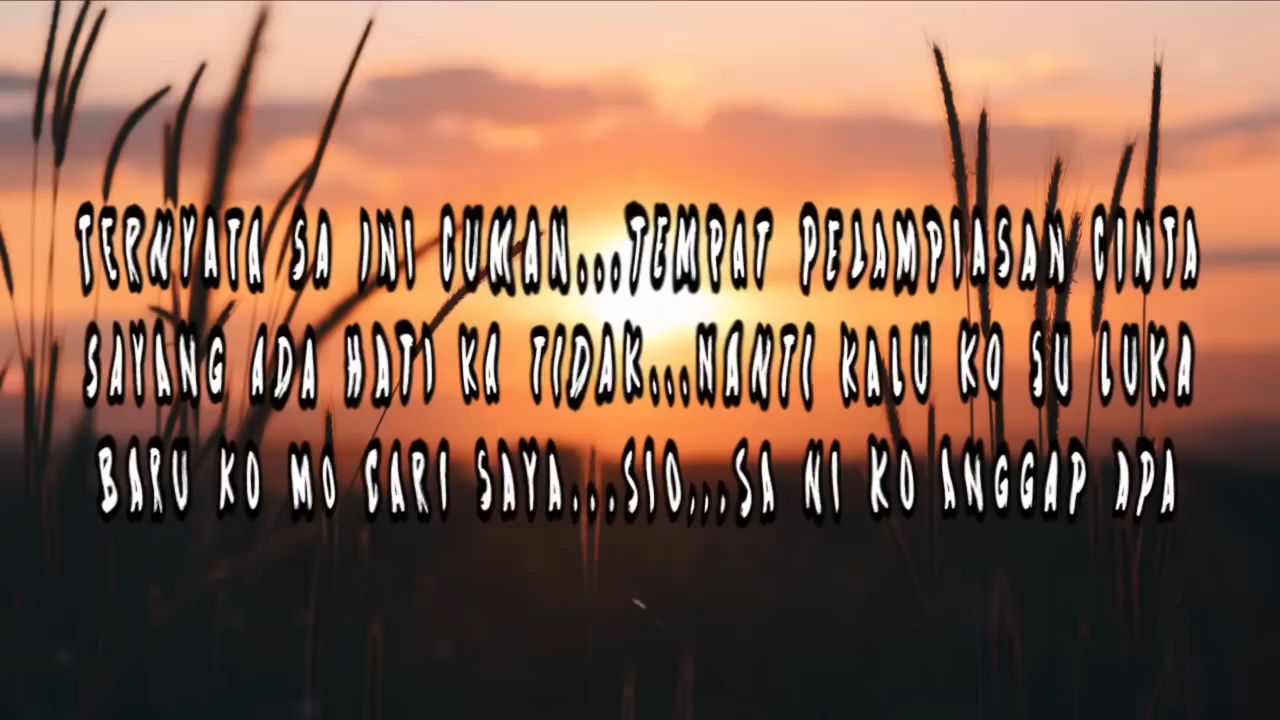 TERNYATA SA INI CUMAN...TEMPAT PELAMPIASAN CINTA
SAYANG ADA HATI KA TIDAK...NANTI KALU KO SU LUKA
BARU KO MO CARI SAYA...SIO...SA NI KO ANGGAP APA